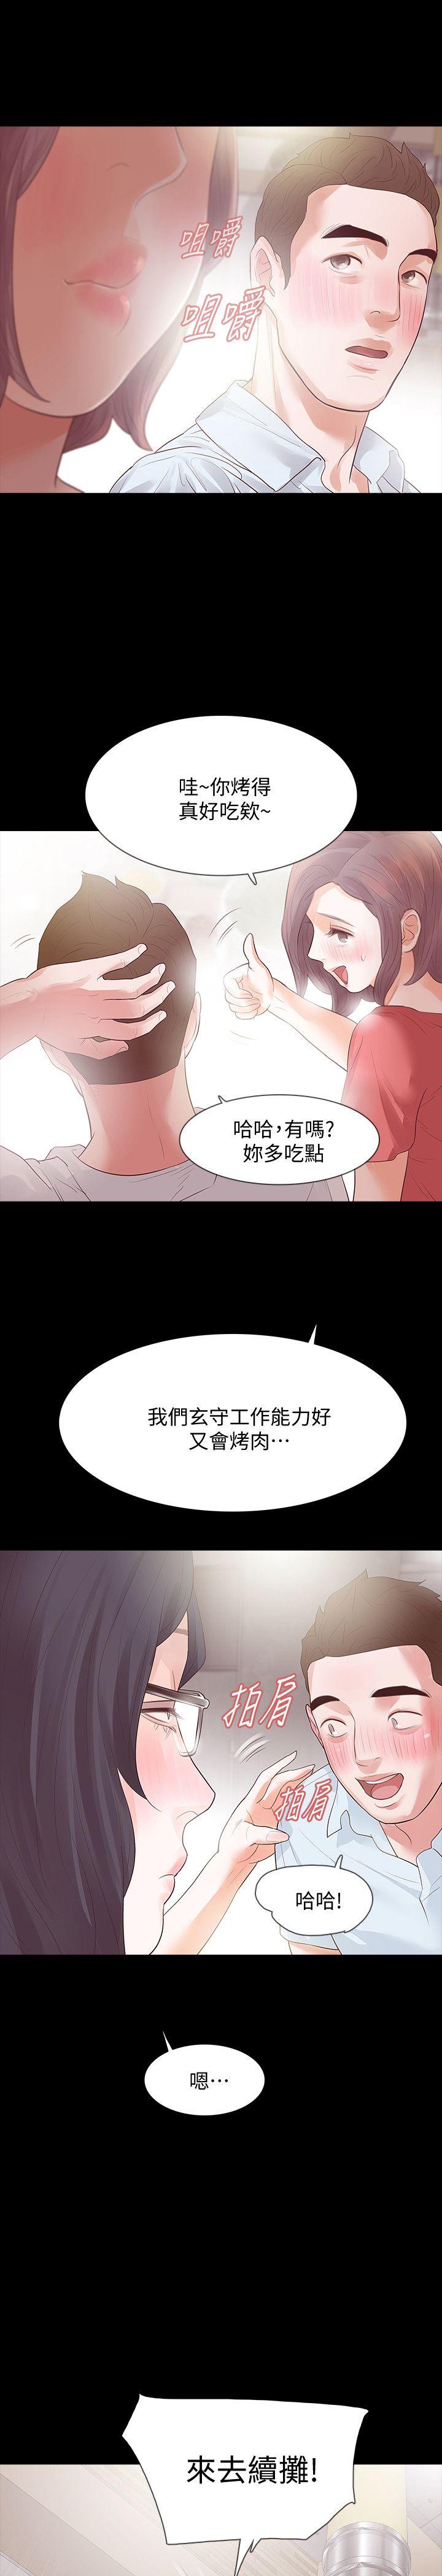 咀嚼
咀嚼
哇~你烤得
真好吃欸~
哈哈，有嗎?
妳多吃點
我們玄守工作能力好
又會烤肉⋯
拍肩
拍肩
哈哈!
嗯⋯
來去續攤!